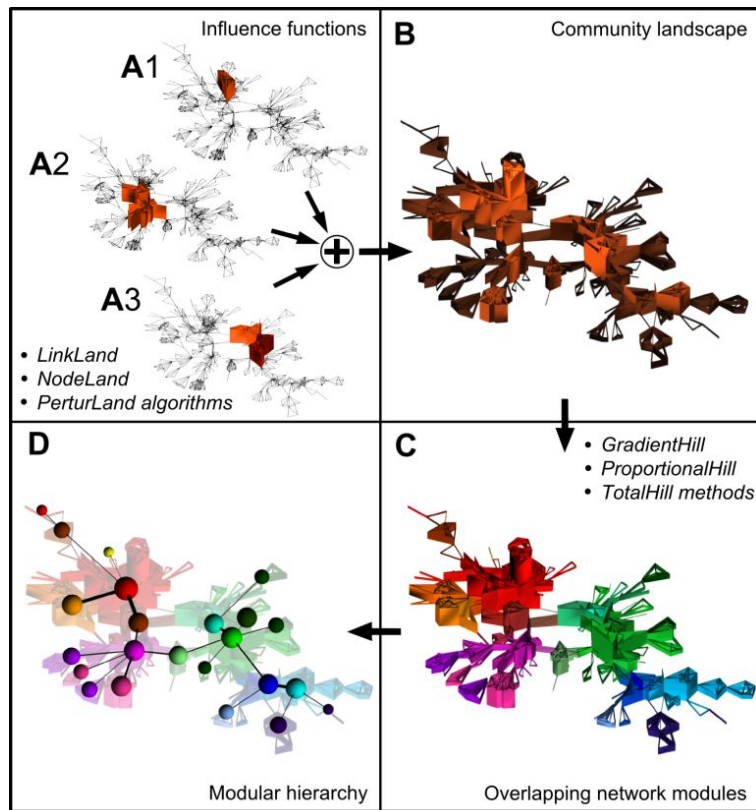 Influence functions
A1
A2
A3
• LinkLand
• NodeLand
• PerturLand algorithms
B
Community landscape
• GradientHill
• ProportionalHill
• TotalHill methods
C
Overlapping network modules
D
Modular hierarchy